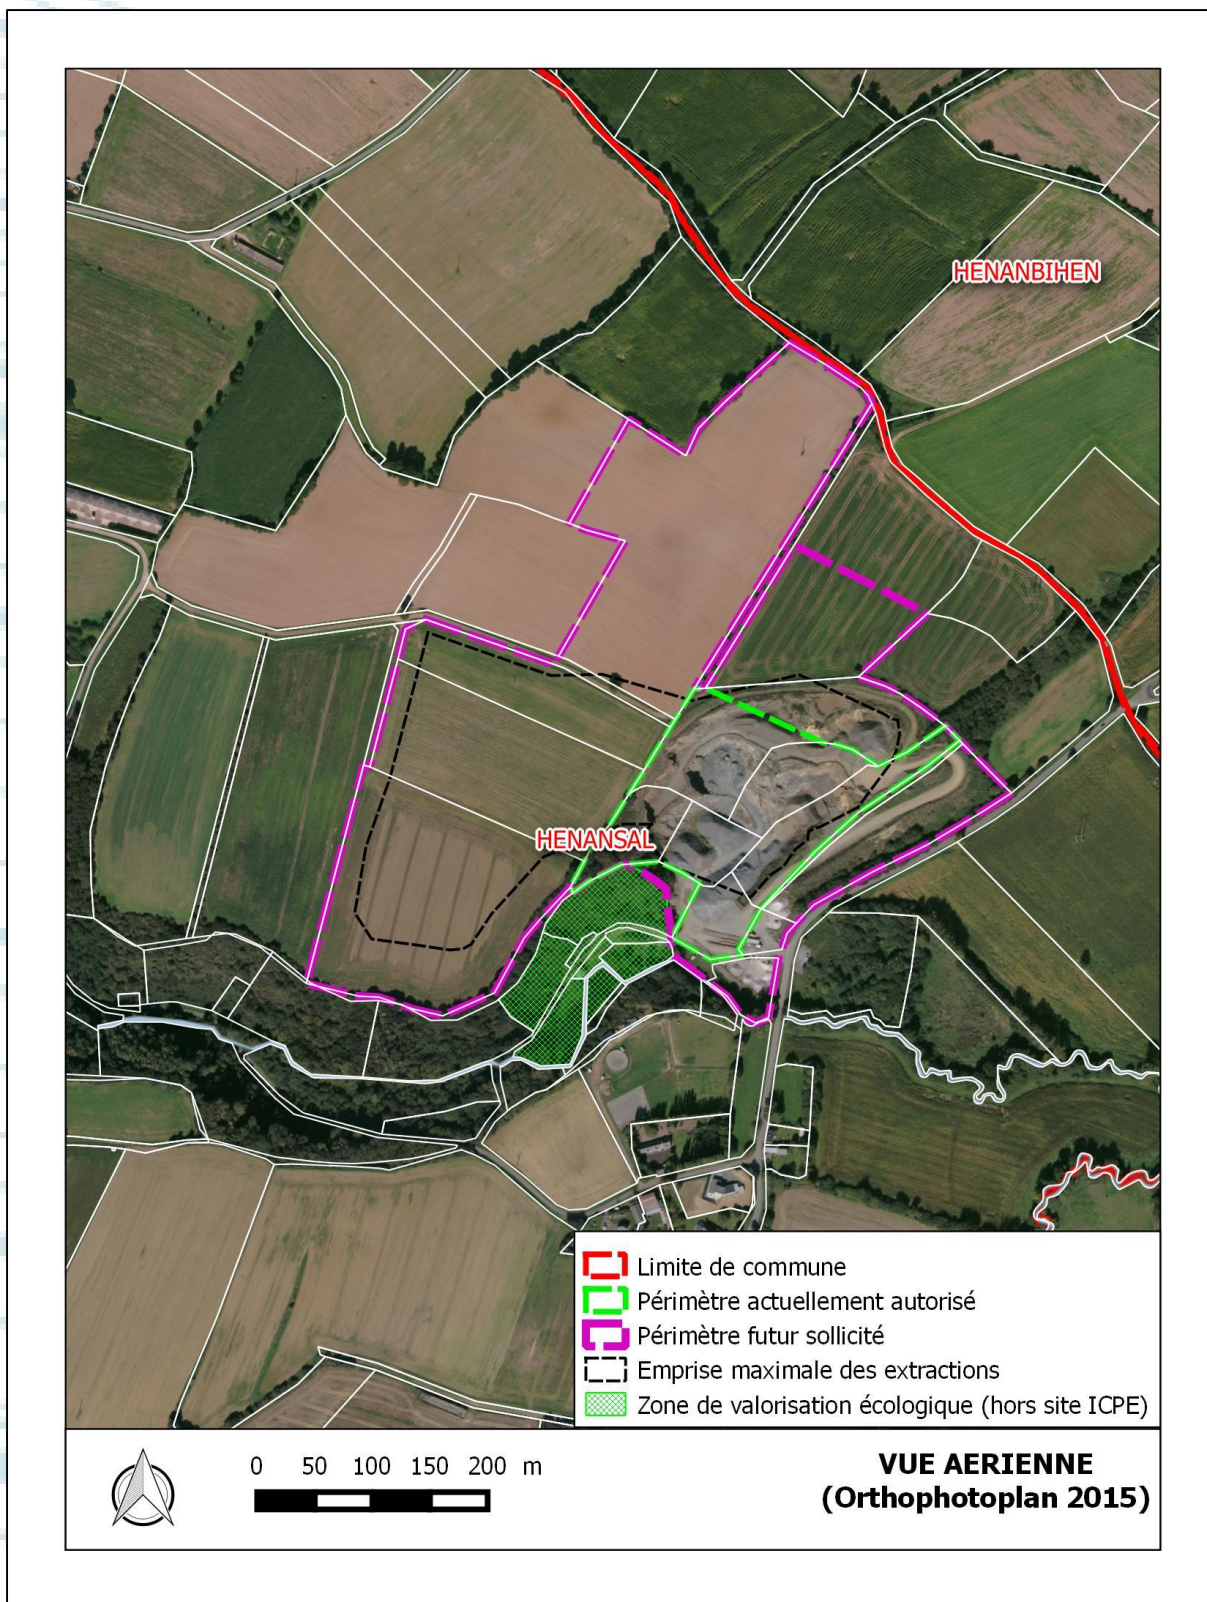 HENANBIHEN
HENANSAL
Limite de commune
Périmètre actuellement autorisé
Périmètre futur sollicité
Emprise maximale des extractions
Zone de valorisation écologique (hors site ICPE)
0 50 100 150 200 m
VUE AERIENNE
(Orthophotoplan 2015)